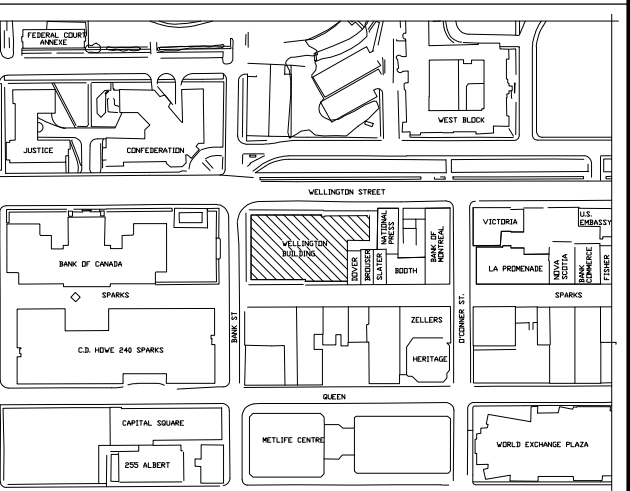 FEDERAL COURT
ANNEXE
WEST BLOCK
JUSTICE
CONFEDERATION
WELLINGTON STREET
NATIONAL
PRESS
VICTORIA
U.S.
EMBASSY
WELLINGTON
BUILDING
BANK OF
MONTREAL
BANK OF CANADA
DOVER
BROUSER
SLATER
BOOTH
LA PROMENADE
NOVA
SCOTIA
BANK
COMMERCE
FISHER
SPARKS
SPARKS
BANK ST
O'CONNER ST.
ZELLERS
C.D. HOWE 240 SPARKS
HERITAGE
QUEEN
CAPITAL SQUARE
METLIFE CENTRE
WORLD EXCHANGE PLAZA
255 ALBERT